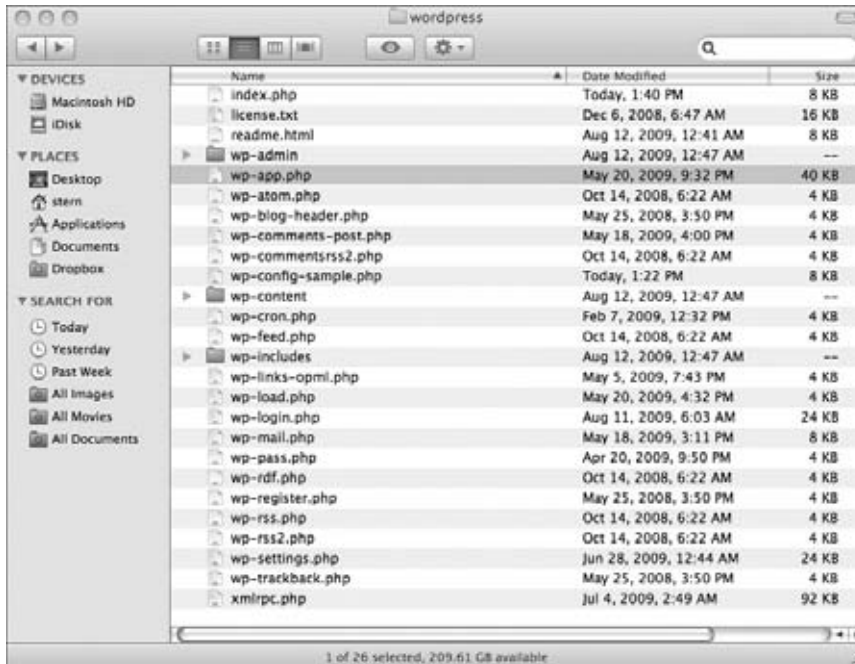 wordpress
Name Date Modified Size
DEVICES
Macintosh HD
iDisk
PLACES
Desktop
stern
Applications
Documents
Dropbox
SEARCH FOR
Today
Yesterday
Past Week
All Images
All Movies
All Documents
index.php Today, 1:40 PM 8 KB
license.txt Dec 6, 2008, 6:47 AM 16 KB
readme.html Aug 12, 2009, 12:41 AM 8 KB
wp-admin Aug 12, 2009, 12:47 AM --
wp-app.php May 20, 2009, 9:32 PM 40 KB
wp-atom.php Oct 14, 2008, 6:22 AM 4 KB
wp-blog-header.php May 25, 2008, 3:50 PM 4 KB
wp-comments-post.php May 18, 2009, 4:00 PM 4 KB
wp-commentsrss2.php Oct 14, 2008, 6:22 AM 4 KB
wp-config-sample.php Today, 1:22 PM 8 KB
wp-content Aug 12, 2009, 12:47 AM --
wp-cron.php Feb 7, 2009, 12:32 PM 4 KB
wp-feed.php Oct 14, 2008, 6:22 AM 4 KB
wp-includes Aug 12, 2009, 12:47 AM --
wp-links-opml.php May 5, 2009, 7:43 PM 4 KB
wp-load.php May 20, 2009, 4:32 PM 4 KB
wp-login.php Aug 11, 2009, 6:03 AM 24 KB
wp-mail.php May 18, 2009, 3:11 PM 8 KB
wp-pass.php Apr 20, 2009, 9:50 PM 4 KB
wp-rdf.php Oct 14, 2008, 6:22 AM 4 KB
wp-register.php May 25, 2008, 3:50 PM 4 KB
wp-rss.php Oct 14, 2008, 6:22 AM 4 KB
wp-rss2.php Oct 14, 2008, 6:22 AM 4 KB
wp-settings.php Jun 28, 2009, 12:44 AM 24 KB
wp-trackback.php May 25, 2008, 3:50 PM 4 KB
xmlrpc.php Jul 4, 2009, 2:49 AM 92 KB
1 of 26 selected, 209.61 GB available